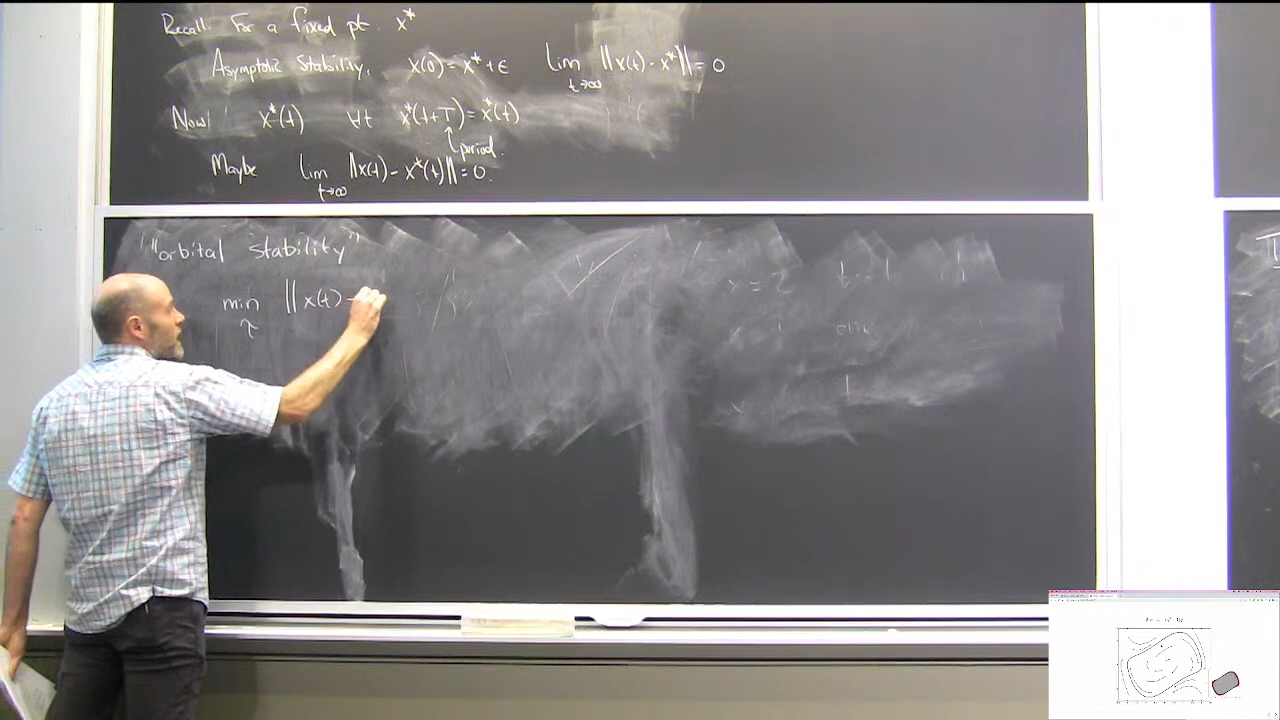 Recall. For a fixed pt. x*
Asymptotic Stability, x(0) = x* + ε lim t→∞ ||x(t) - x*|| = 0
Now! x*(t) ∀t x*(t+T) = x*(t)
period.
Maybe lim t→∞ ||x(t) - x*(t)|| = 0.
"orbital stability"
min τ || x(t) -